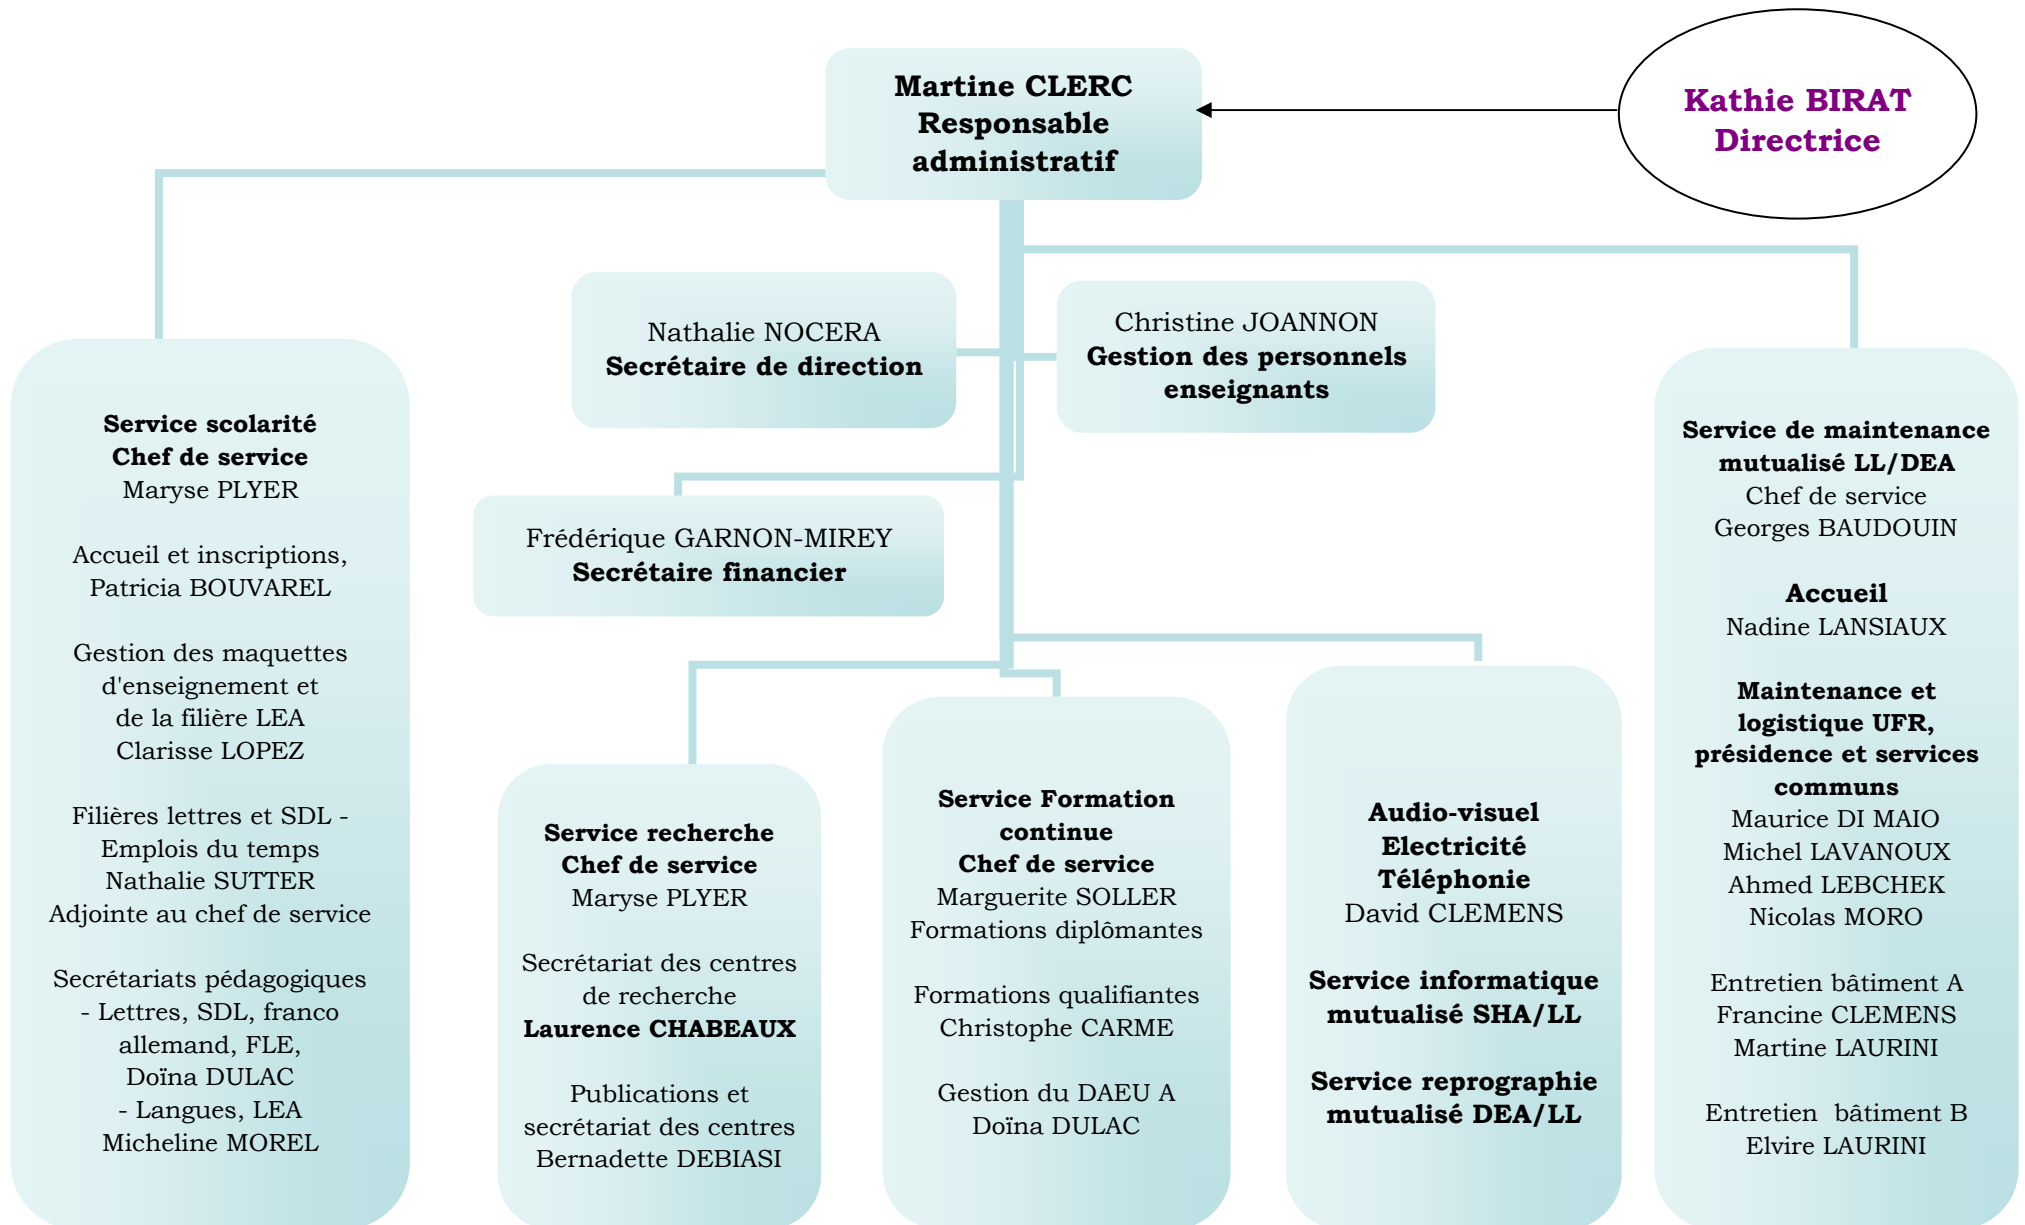 Martine CLERC
Responsable
administratif
Kathie BIRAT
Directrice
Nathalie NOCERA
Secrétaire de direction
Christine JOANNON
Gestion des personnels
enseignants
Frédérique GARNON-MIREY
Secrétaire financier
Service scolarité
Chef de service
Maryse PLYER
Accueil et inscriptions,
Patricia BOUVAREL
Gestion des maquettes
d'enseignement et
de la filière LEA
Clarisse LOPEZ
Filières lettres et SDL -
Emplois du temps
Nathalie SUTTER
Adjointe au chef de service
Secrétariats pédagogiques
- Lettres, SDL, franco
allemand, FLE,
Doïna DULAC
- Langues, LEA
Micheline MOREL
Service recherche
Chef de service
Maryse PLYER
Secrétariat des centres
de recherche
Laurence CHABEAUX
Publications et
secrétariat des centres
Bernadette DEBIASI
Service Formation
continue
Chef de service
Marguerite SOLLER
Formations diplômantes
Formations qualifiantes
Christophe CARME
Gestion du DAEU A
Doïna DULAC
Audio-visuel
Electricité
Téléphonie
David CLEMENS
Service informatique
mutualisé SHA/LL
Service reprographie
mutualisé DEA/LL
Service de maintenance
mutualisé LL/DEA
Chef de service
Georges BAUDOUIN
Accueil
Nadine LANSIAUX
Maintenance et
logistique UFR,
présidence et services
communs
Maurice DI MAIO
Michel LAVANOUX
Ahmed LEBCHEK
Nicolas MORO
Entretien bâtiment A
Francine CLEMENS
Martine LAURINI
Entretien  bâtiment B
Elvire LAURINI